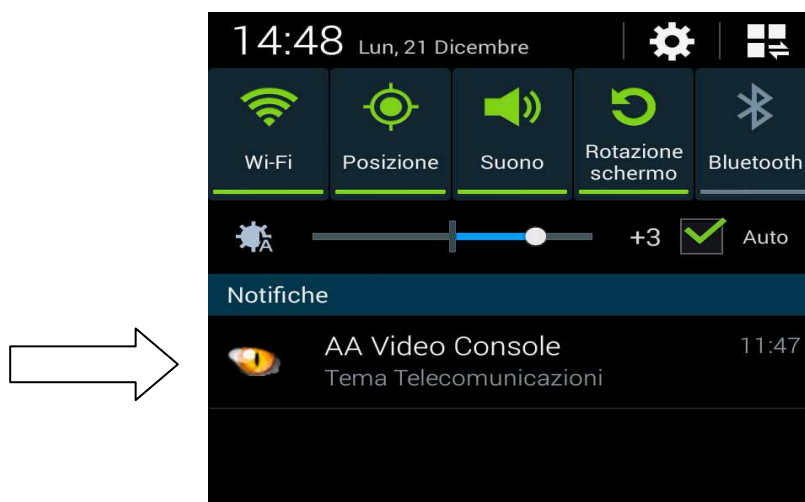 14:48 Lun, 21 Dicembre
Wi-Fi
Posizione
Suono
Rotazione
schermo
Bluetooth
A
+3
Auto
Notifiche
AA Video Console 11:47
Tema Telecomunicazioni